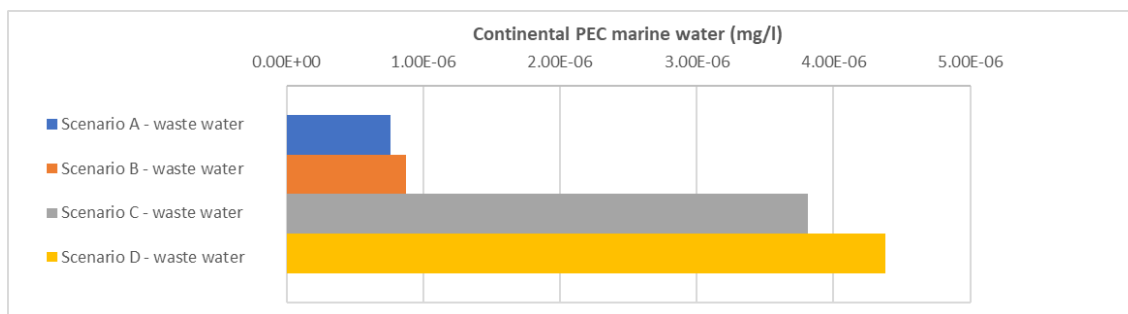 Continental PEC marine water (mg/l)
0.00E+00 1.00E-06 2.00E-06 3.00E-06 4.00E-06 5.00E-06
Scenario A - waste water
Scenario B - waste water
Scenario C - waste water
Scenario D - waste water